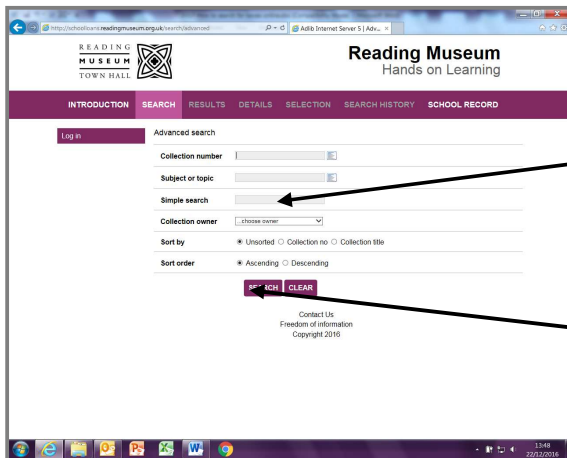 http://schoolloans.readingmuseum.org.uk/search/advanced
Adlib Internet Server 5 | Adv...
READING
MUSEUM
TOWN HALL
Reading Museum
Hands on Learning
INTRODUCTION SEARCH RESULTS DETAILS SELECTION SEARCH HISTORY SCHOOL RECORD
Log in
Advanced search
Collection number
Subject or topic
Simple search
Collection owner ...choose owner
Sort by Unsorted Collection no Collection title
Sort order Ascending Descending
SEARCH CLEAR
Contact Us
Freedom of information
Copyright 2016
13:48
22/12/2016